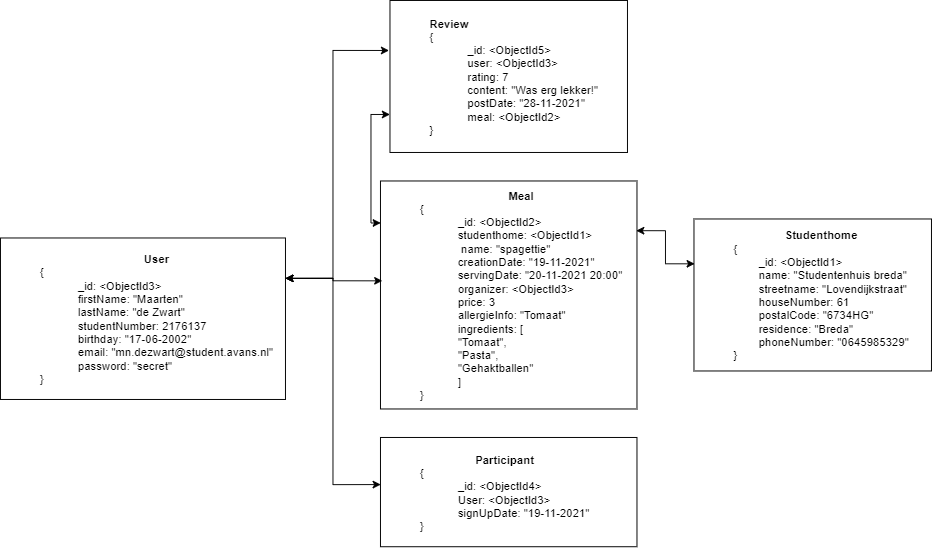 Review
{
_id: <ObjectId5>
user: <ObjectId3>
rating: 7
content: "Was erg lekker!"
postDate: "28-11-2021"
meal: <ObjectId2>
}
Meal
{
_id: <ObjectId2>
studenthome: <ObjectId1>
name: "spagettie"
creationDate: "19-11-2021"
servingDate: "20-11-2021 20:00"
organizer: <ObjectId3>
price: 3
allergieInfo: "Tomaat"
ingredients: [
"Tomaat",
"Pasta",
"Gehaktballen"
]
}
Studenthome
{
_id: <ObjectId1>
name: "Studentenhuis breda"
streetname: "Lovendijkstraat"
houseNumber: 61
postalCode: "6734HG"
residence: "Breda"
phoneNumber: "0645985329"
}
User
{
_id: <ObjectId3>
firstName: "Maarten"
lastName: "de Zwart"
studentNumber: 2176137
birthday: "17-06-2002"
email: "mn.dezwart@student.avans.nl"
password: "secret"
}
Participant
{
_id: <ObjectId4>
User: <ObjectId3>
signUpDate: "19-11-2021"
}